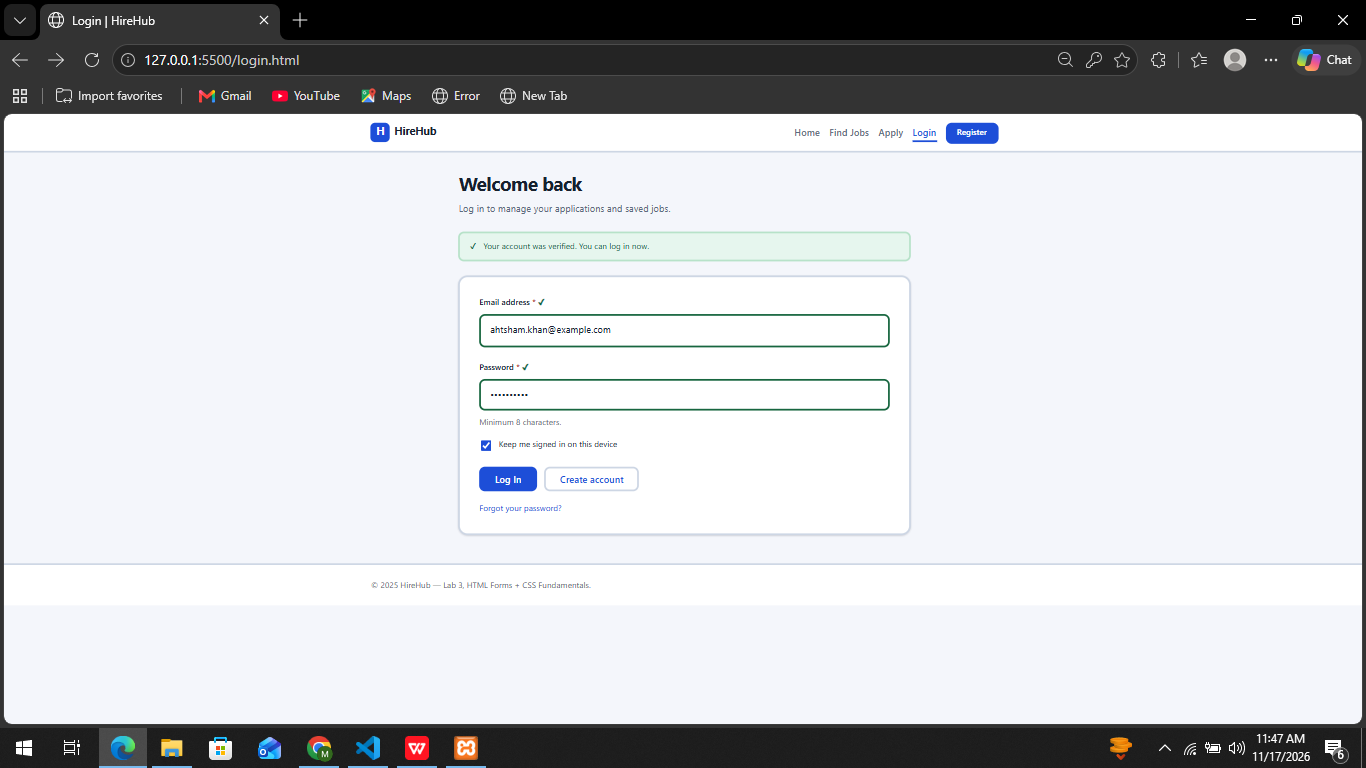 Login | HireHub
127.0.0.1:5500/login.html
Chat
Import favorites
Gmail
YouTube
Maps
Error
New Tab
H HireHub
Home Find Jobs Apply Login Register
Welcome back
Log in to manage your applications and saved jobs.
✓ Your account was verified. You can log in now.
Email address * ✓
ahtsham.khan@example.com
Password * ✓
••••••••••
Minimum 8 characters.
Keep me signed in on this device
Log In Create account
Forgot your password?
© 2025 HireHub — Lab 3, HTML Forms + CSS Fundamentals.
M
W
11:47 AM
11/17/2026
6